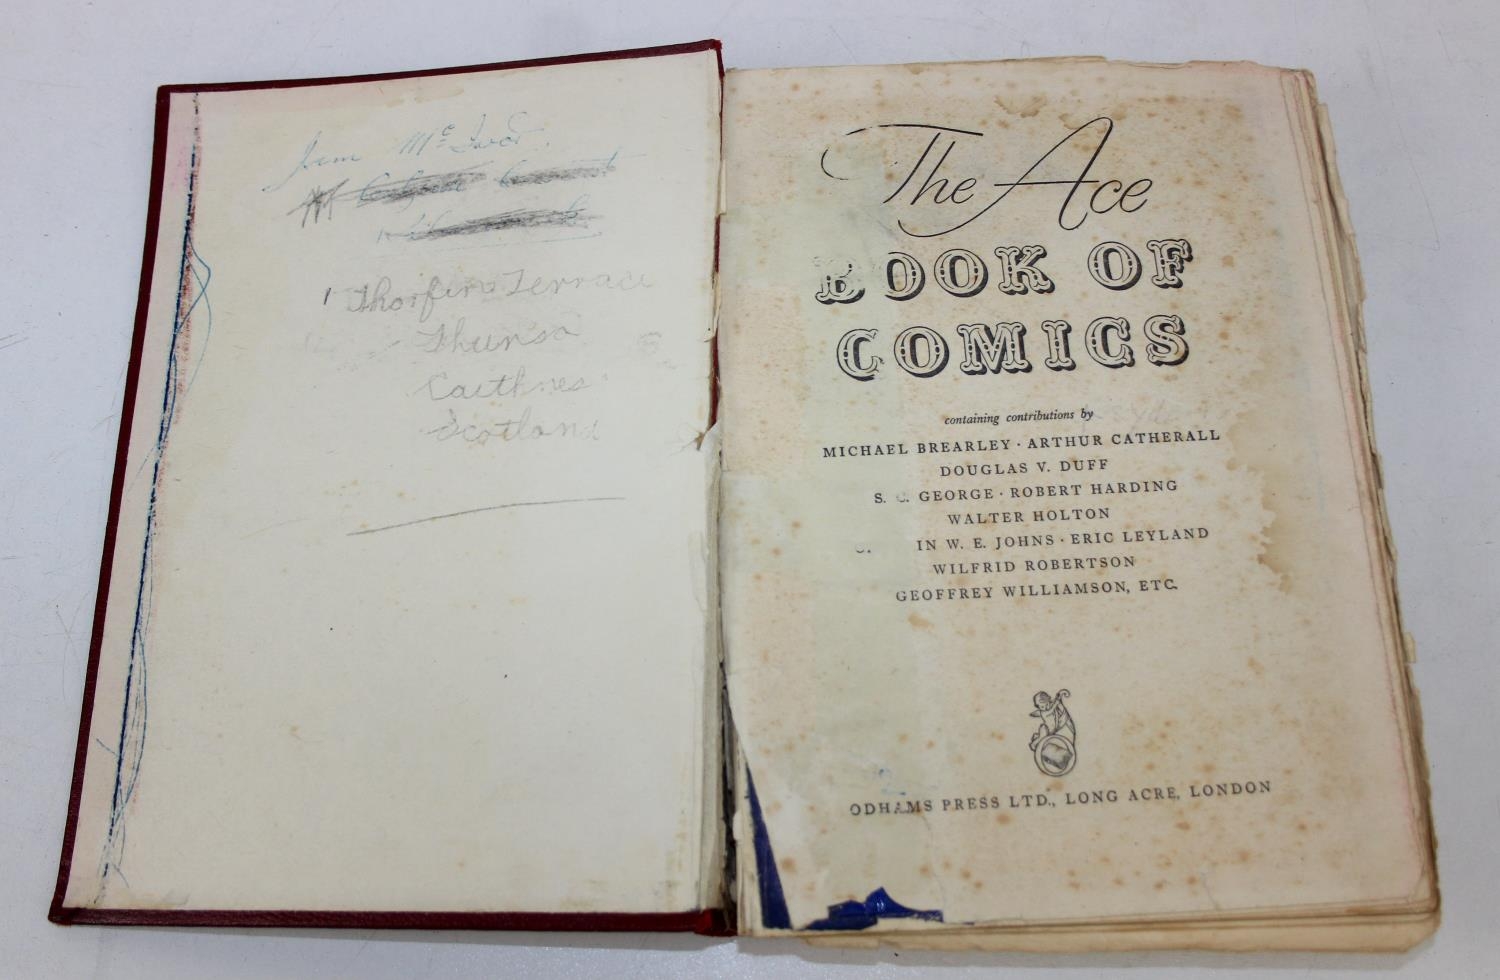 Jim McIvor.
1 Thorfinn Terrace
Thurso
Caithnes
Scotland
The Ace
BOOK OF
COMICS
containing contributions by
MICHAEL BREARLEY · ARTHUR CATHERALL
DOUGLAS V. DUFF
S. C. GEORGE · ROBERT HARDING
WALTER HOLTON
IN W. E. JOHNS · ERIC LEYLAND
WILFRID ROBERTSON
GEOFFREY WILLIAMSON, ETC.
ODHAMS PRESS LTD., LONG ACRE, LONDON